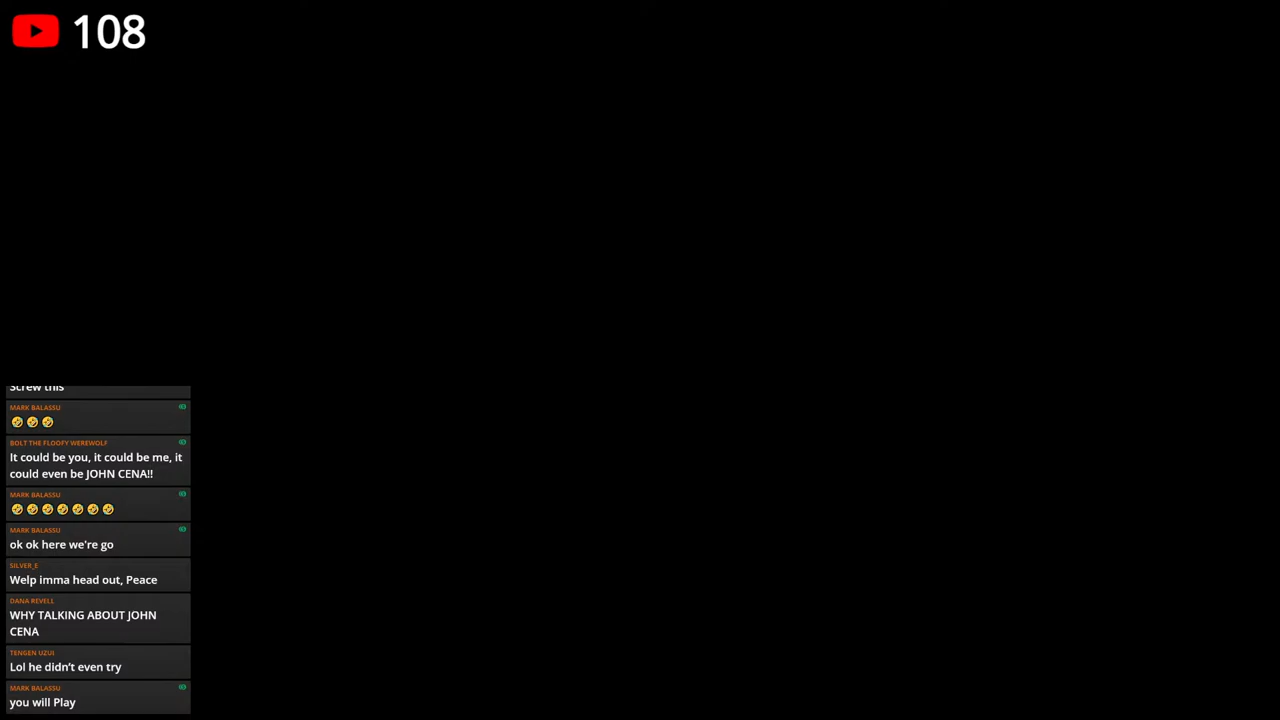 108
Screw this
MARK BALASSU
🤣 🤣 🤣
BOLT THE FLOOFY WEREWOLF
It could be you, it could be me, it
could even be JOHN CENA!!
MARK BALASSU
🤣 🤣 🤣 🤣 🤣 🤣 🤣
MARK BALASSU
ok ok here we're go
SILVER_E
Welp imma head out, Peace
DANA REVELL
WHY TALKING ABOUT JOHN
CENA
TENGEN UZUI
Lol he didn’t even try
MARK BALASSU
you will Play